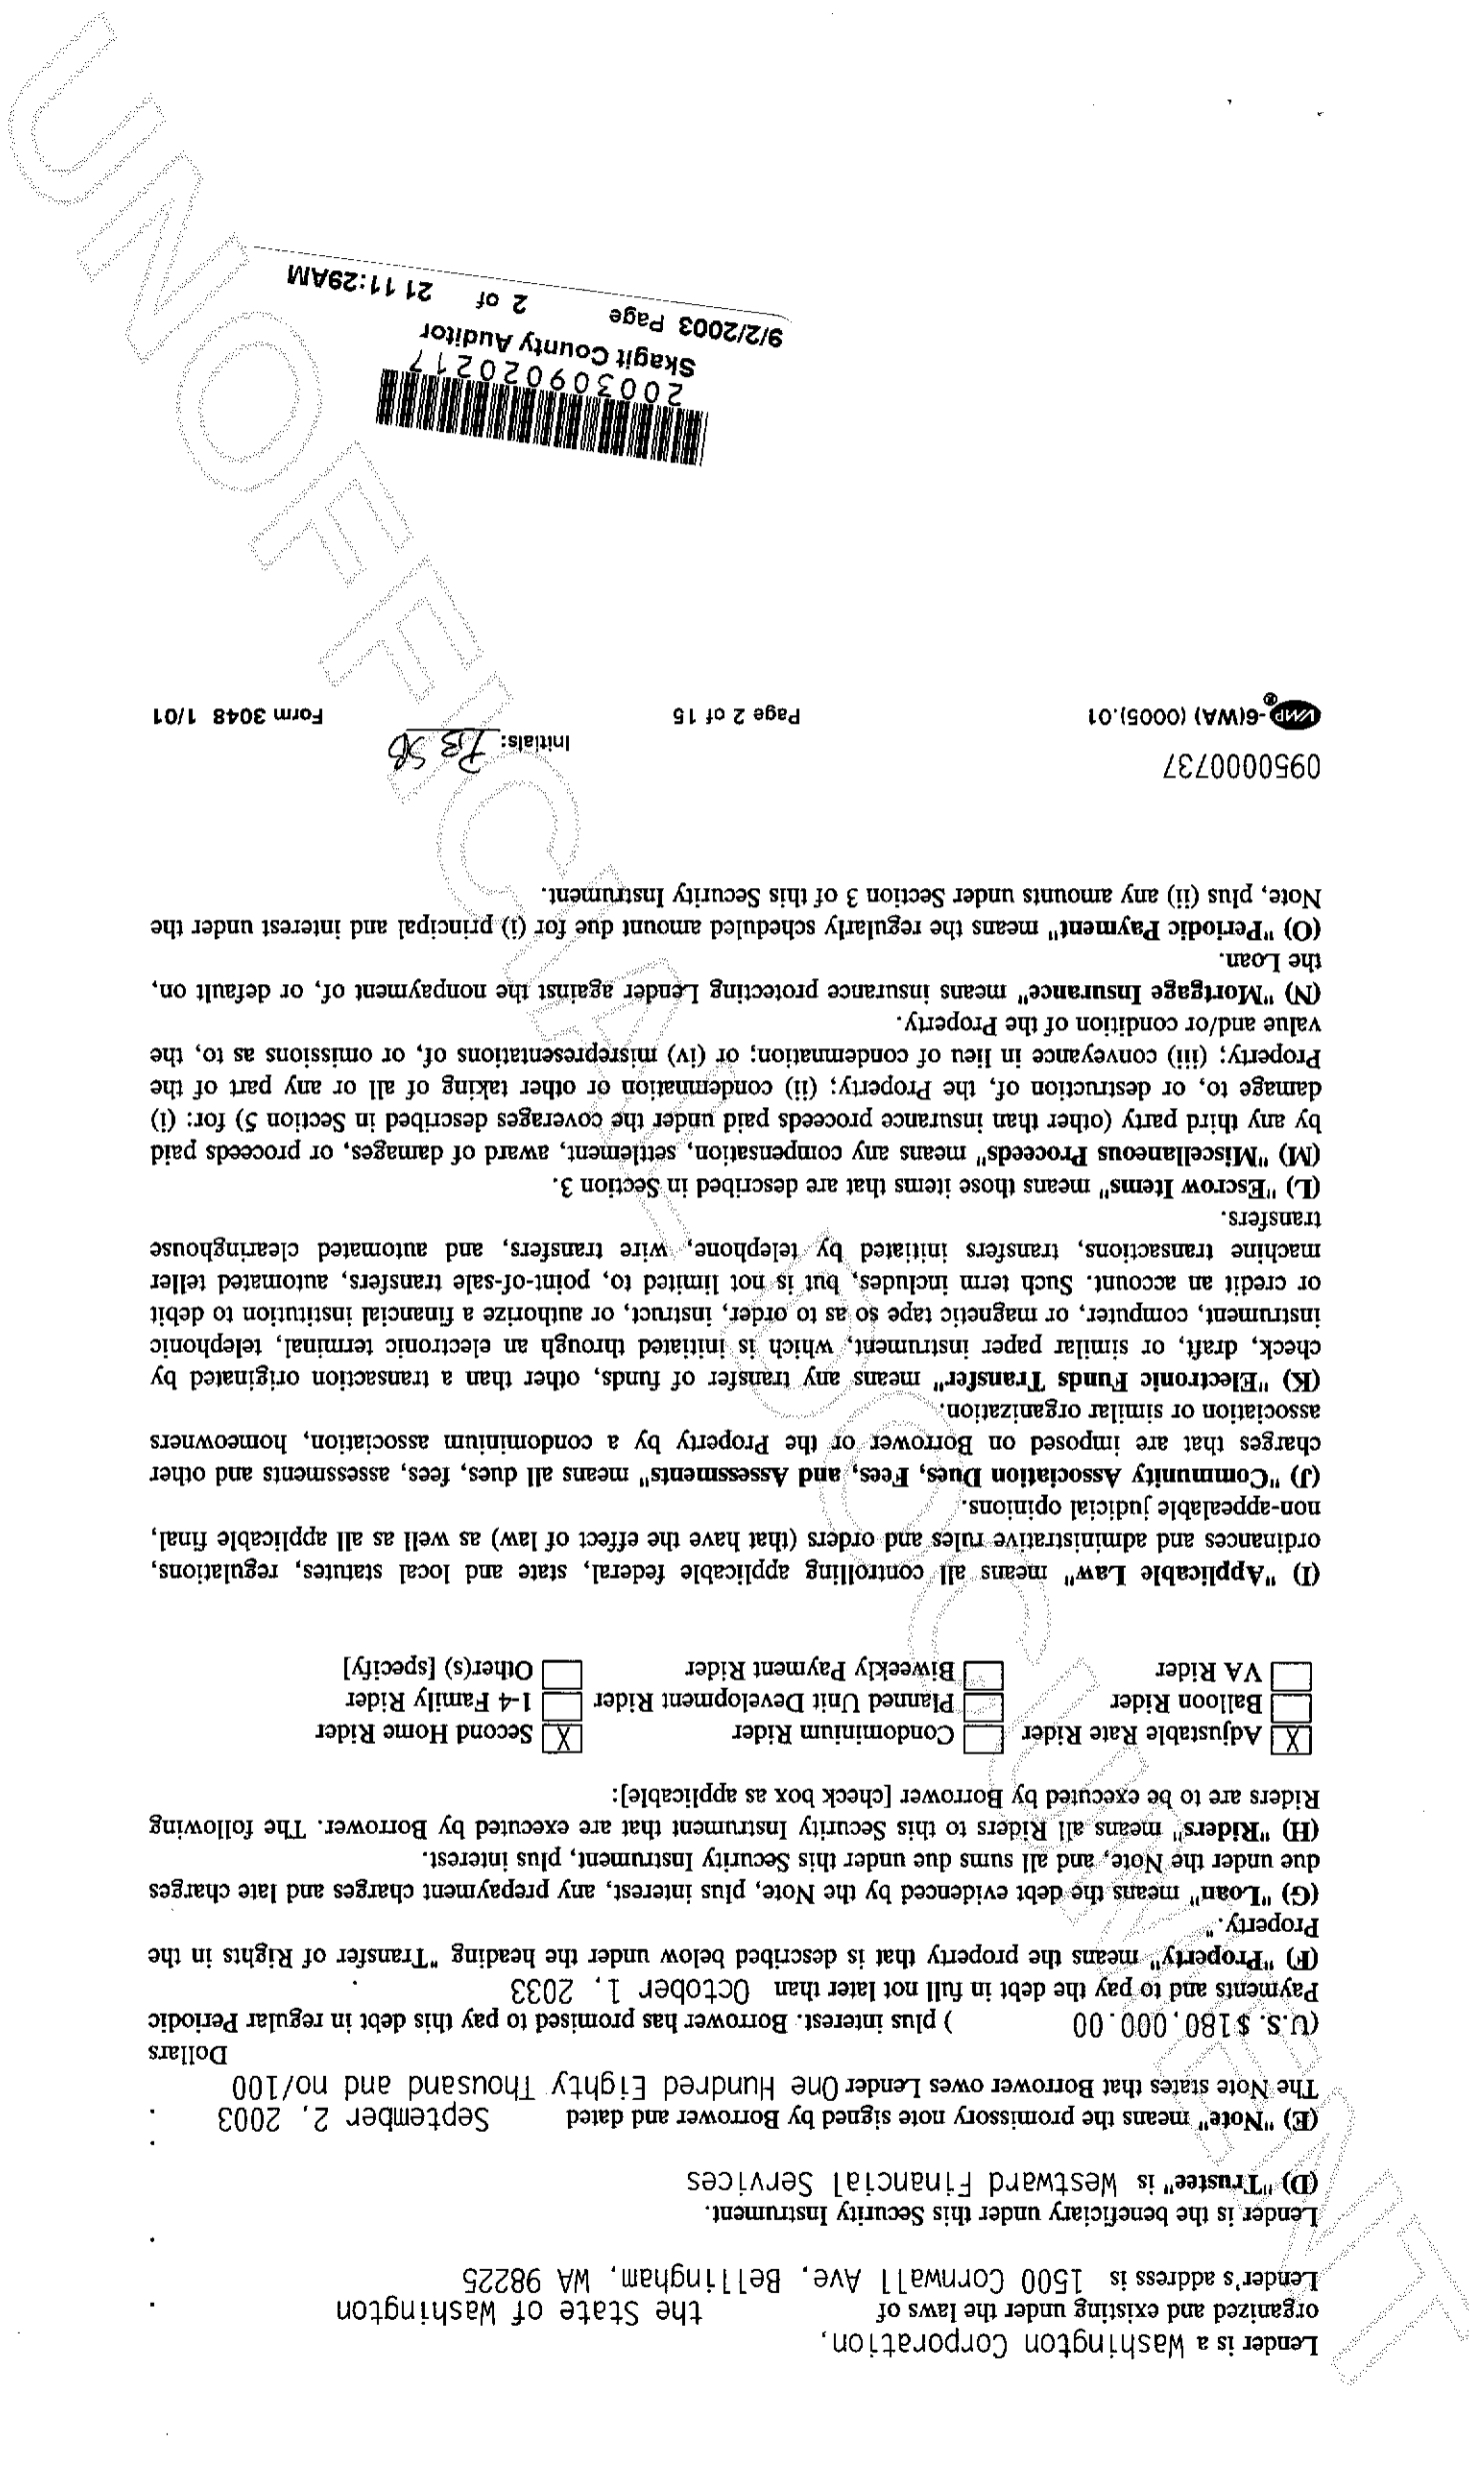 Lender is a Washington Corporation,
organized and existing under the laws of the State of Washington .
Lender's address is 1500 Cornwall Ave, Bellingham, WA 98225
.
Lender is the beneficiary under this Security Instrument.
(D) "Trustee" is Westward Financial Services
.
(E) "Note" means the promissory note signed by Borrower and dated September 2, 2003 .
The Note states that Borrower owes Lender One Hundred Eighty Thousand and no/100
Dollars
(U.S. $180,000.00 ) plus interest. Borrower has promised to pay this debt in regular Periodic
Payments and to pay the debt in full not later than October 1, 2033 .
(F) "Property" means the property that is described below under the heading "Transfer of Rights in the
Property."
(G) "Loan" means the debt evidenced by the Note, plus interest, any prepayment charges and late charges
due under the Note, and all sums due under this Security Instrument, plus interest.
(H) "Riders" means all Riders to this Security Instrument that are executed by Borrower. The following
Riders are to be executed by Borrower [check box as applicable]:
X Adjustable Rate Rider Condominium Rider X Second Home Rider
Balloon Rider Planned Unit Development Rider 1-4 Family Rider
VA Rider Biweekly Payment Rider Other(s) [specify]
(I) "Applicable Law" means all controlling applicable federal, state and local statutes, regulations,
ordinances and administrative rules and orders (that have the effect of law) as well as all applicable final,
non-appealable judicial opinions.
(J) "Community Association Dues, Fees, and Assessments" means all dues, fees, assessments and other
charges that are imposed on Borrower or the Property by a condominium association, homeowners
association or similar organization.
(K) "Electronic Funds Transfer" means any transfer of funds, other than a transaction originated by
check, draft, or similar paper instrument, which is initiated through an electronic terminal, telephonic
instrument, computer, or magnetic tape so as to order, instruct, or authorize a financial institution to debit
or credit an account. Such term includes, but is not limited to, point-of-sale transfers, automated teller
machine transactions, transfers initiated by telephone, wire transfers, and automated clearinghouse
transfers.
(L) "Escrow Items" means those items that are described in Section 3.
(M) "Miscellaneous Proceeds" means any compensation, settlement, award of damages, or proceeds paid
by any third party (other than insurance proceeds paid under the coverages described in Section 5) for: (i)
damage to, or destruction of, the Property; (ii) condemnation or other taking of all or any part of the
Property; (iii) conveyance in lieu of condemnation; or (iv) misrepresentations of, or omissions as to, the
value and/or condition of the Property.
(N) "Mortgage Insurance" means insurance protecting Lender against the nonpayment of, or default on,
the Loan.
(O) "Periodic Payment" means the regularly scheduled amount due for (i) principal and interest under the
Note, plus (ii) any amounts under Section 3 of this Security Instrument.
0950000737
Initials: PB SB
VMP®-6(WA) (0005).01 Page 2 of 15 Form 3048 1/01
200309020217
Skagit County Auditor
9/2/2003 Page 2 of 21 11:29AM
UNOFFICIAL DOCUMENT